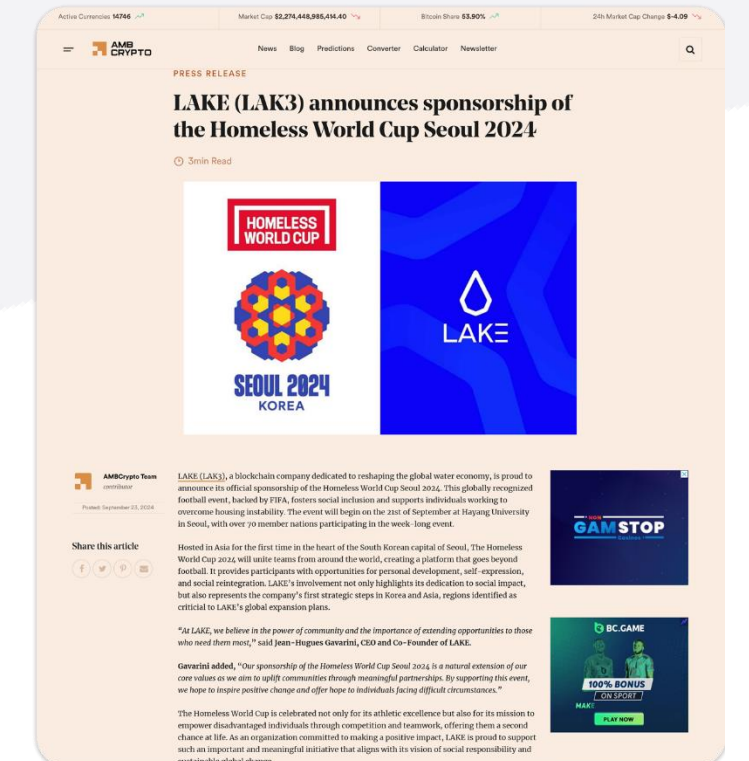 Active Currencies 14746
Market Cap $2,274,448,985,414.40
Bitcoin Share 53.90%
24h Market Cap Change $-4.09
AMB
CRYPTO
News Blog Predictions Converter Calculator Newsletter
PRESS RELEASE
LAKE (LAK3) announces sponsorship of
the Homeless World Cup Seoul 2024
3min Read
HOMELESS
WORLD CUP
SEOUL 2024
KOREA
LAKE
AMBCrypto Team
contributor
Posted: September 23, 2024
Share this article
LAKE (LAK3), a blockchain company dedicated to reshaping the global water economy, is proud to
announce its official sponsorship of the Homeless World Cup Seoul 2024. This globally recognized
football event, backed by FIFA, fosters social inclusion and supports individuals working to
overcome housing instability. The event will begin on the 21st of September at Hayang University
in Seoul, with over 70 member nations participating in the week-long event.
Hosted in Asia for the first time in the heart of the South Korean capital of Seoul, The Homeless
World Cup 2024 will unite teams from around the world, creating a platform that goes beyond
football. It provides participants with opportunities for personal development, self-expression,
and social reintegration. LAKE's involvement not only highlights its dedication to social impact,
but also represents the company's first strategic steps in Korea and Asia, regions identified as
criticial to LAKE's global expansion plans.
"At LAKE, we believe in the power of community and the importance of extending opportunities to those
who need them most," said Jean-Hugues Gavarini, CEO and Co-Founder of LAKE.
Gavarini added, "Our sponsorship of the Homeless World Cup Seoul 2024 is a natural extension of our
core values as we aim to uplift communities through meaningful partnerships. By supporting this event,
we hope to inspire positive change and offer hope to individuals facing difficult circumstances."
The Homeless World Cup is celebrated not only for its athletic excellence but also for its mission to
empower disadvantaged individuals through competition and teamwork, offering them a second
chance at life. As an organization committed to making a positive impact, LAKE is proud to support
such an important and meaningful initiative that aligns with its vision of social responsibility and
sustainable global change.
GAMSTOP
Casinos
BC.GAME
100% BONUS
ON SPORT
MAKE
PLAY NOW